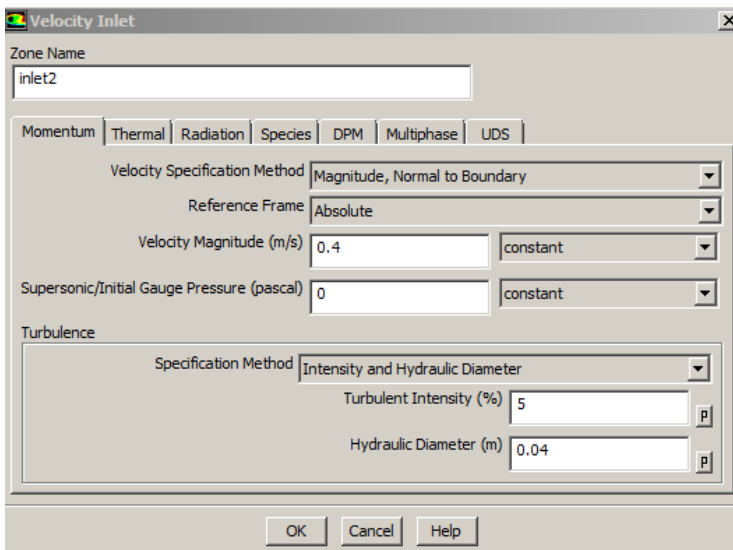 Velocity Inlet
Zone Name
inlet2
Momentum Thermal Radiation Species DPM Multiphase UDS
Velocity Specification Method Magnitude, Normal to Boundary
Reference Frame Absolute
Velocity Magnitude (m/s) 0.4 constant
Supersonic/Initial Gauge Pressure (pascal) 0 constant
Turbulence
Specification Method Intensity and Hydraulic Diameter
Turbulent Intensity (%) 5 P
Hydraulic Diameter (m) 0.04 P
OK Cancel Help